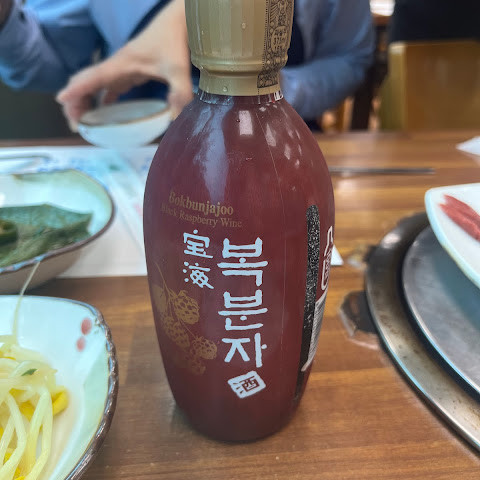 Bokbunjajoo
Black Raspberry Wine
宝海
복분자
酒